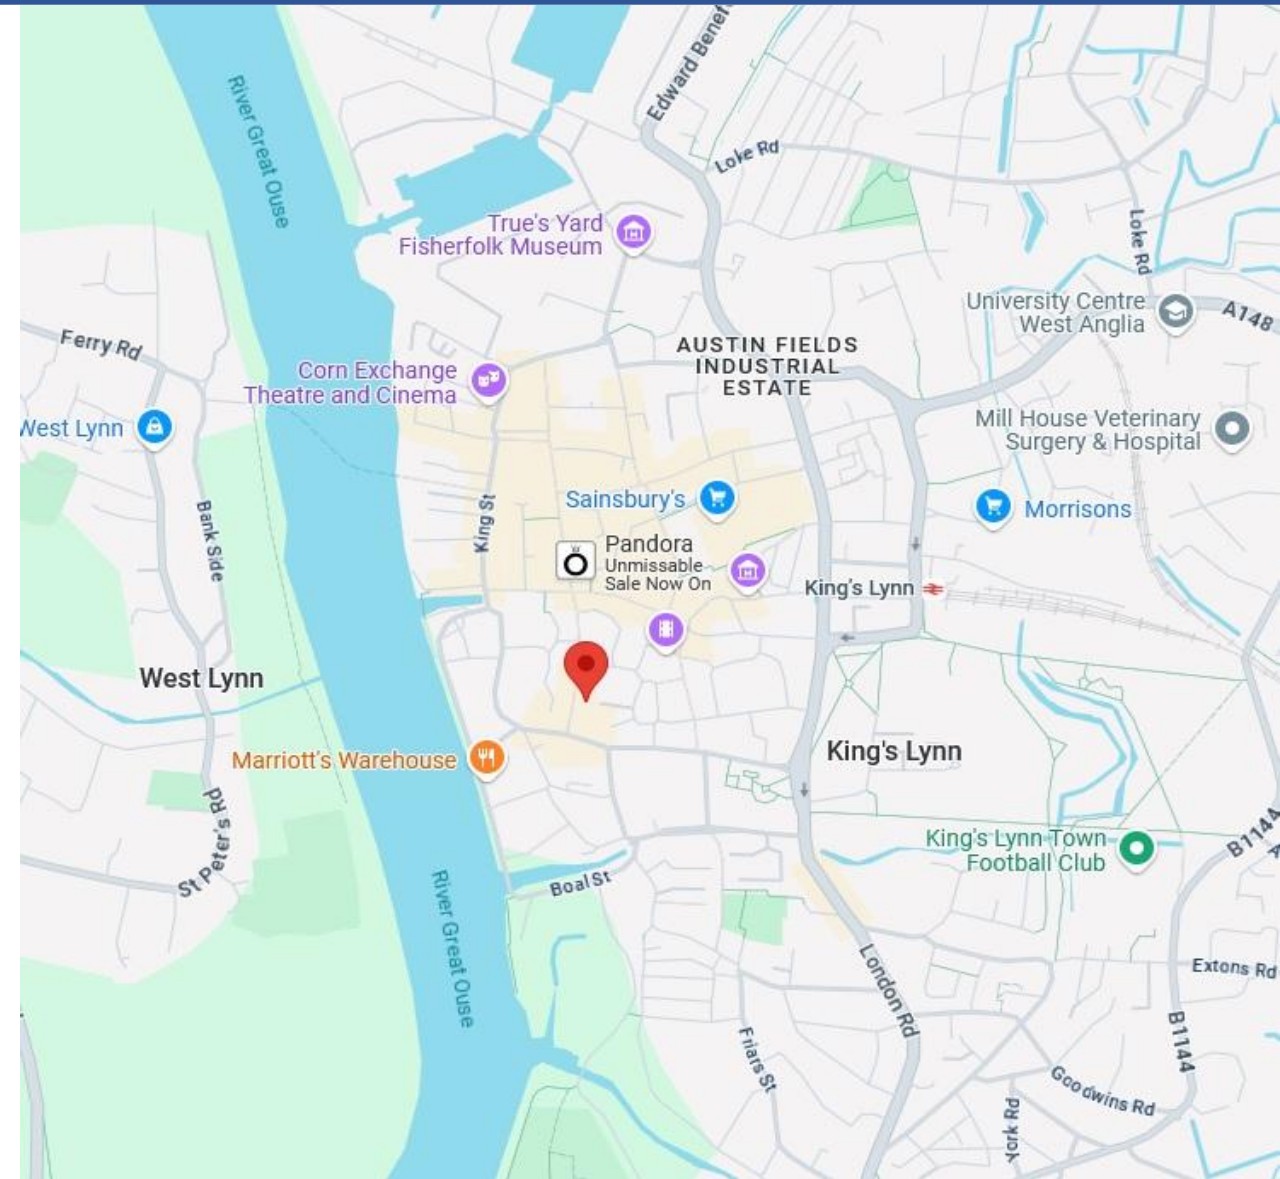 Edward Benef
River Great Ouse
Loke Rd
True's Yard
Fisherfolk Museum
Loke Rd
University Centre
West Anglia
A148
Ferry Rd
AUSTIN FIELDS
INDUSTRIAL
ESTATE
Corn Exchange
Theatre and Cinema
West Lynn
Mill House Veterinary
Surgery & Hospital
Sainsbury's
Morrisons
King St
Bank Side
Pandora
Unmissable
Sale Now On
King's Lynn
West Lynn
King's Lynn
Marriott's Warehouse
St Peter's Rd
King's Lynn Town
Football Club
B1144
A
Boal St
River Great Ouse
London Rd
Extons Rd
B1144
Friars St
Goodwins Rd
York Rd